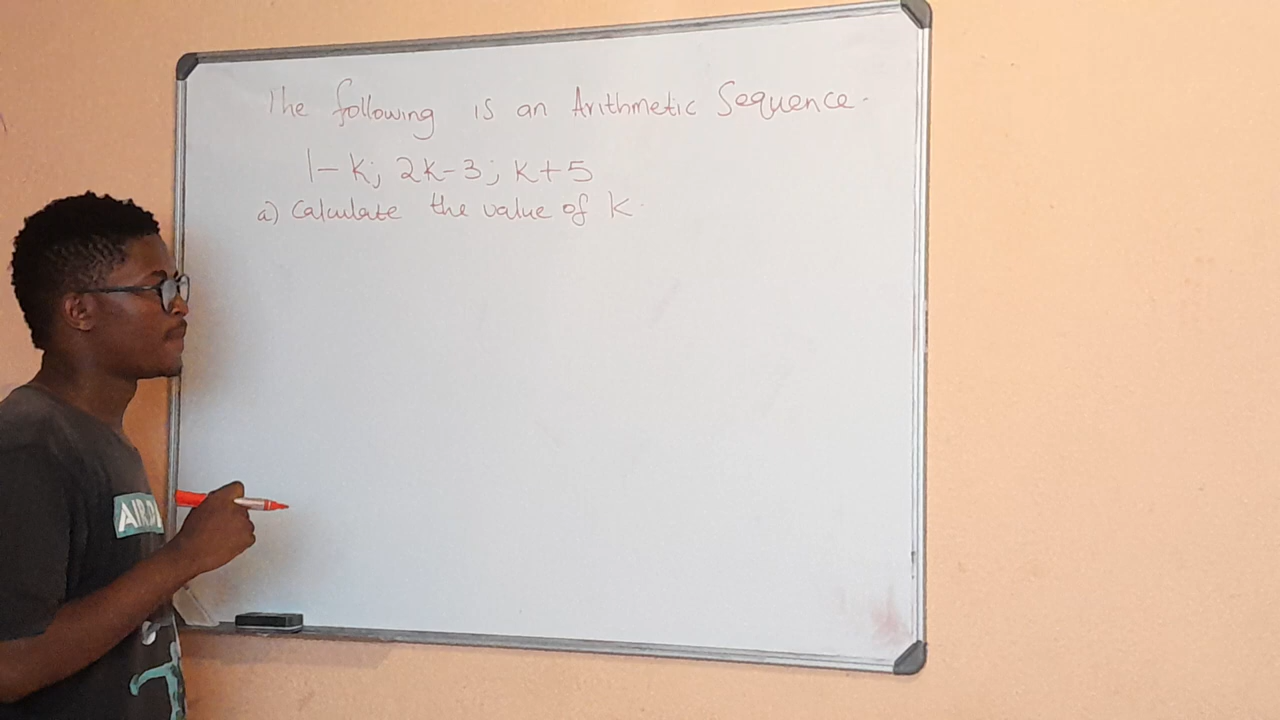 The following is an Arithmetic Sequence.
1-k; 2k-3; k+5
a) Calculate the value of k.